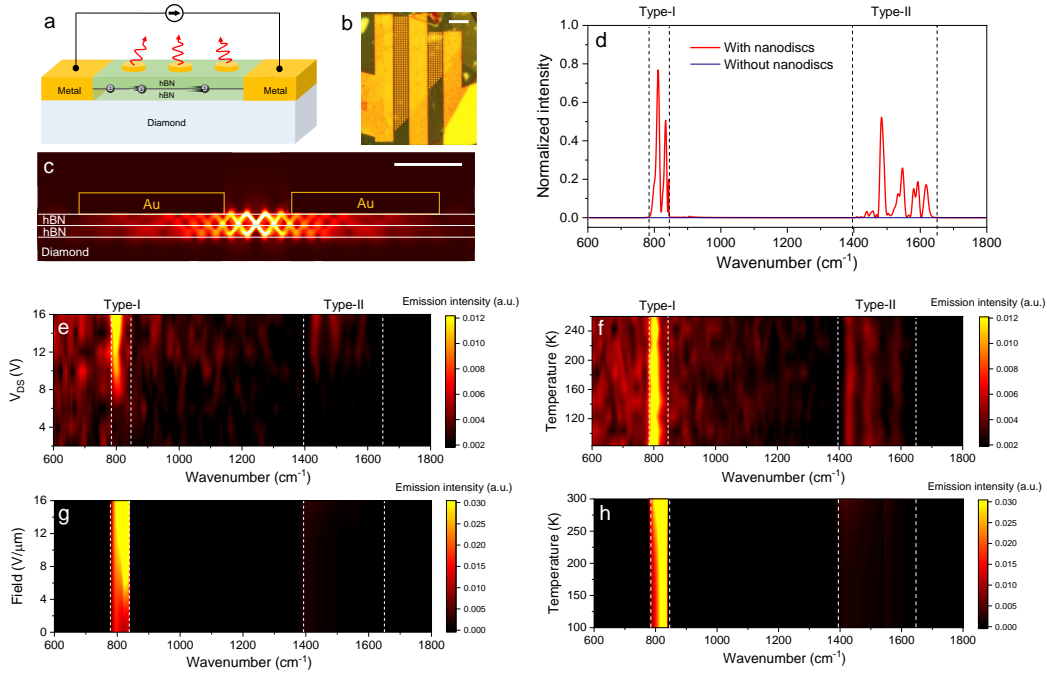 a
e
e
e
hBN
hBN
Metal
Metal
Diamond
b
c
Au
Au
hBN
hBN
Diamond
Type-I
Type-II
d
With nanodiscs
Without nanodiscs
Normalized intensity
1.0
0.8
0.6
0.4
0.2
0.0
600 800 1000 1200 1400 1600 1800
Wavenumber (cm⁻¹)
Type-I
Type-II
Emission intensity (a.u.)
e
V_DS (V)
16
12
8
4
600 800 1000 1200 1400 1600 1800
Wavenumber (cm⁻¹)
0.012
0.010
0.008
0.006
0.004
0.002
Type-I
Type-II
Emission intensity (a.u.)
f
Temperature (K)
240
200
160
120
600 800 1000 1200 1400 1600 1800
Wavenumber (cm⁻¹)
0.012
0.010
0.008
0.006
0.004
0.002
Emission intensity (a.u.)
g
Field (V/μm)
16
12
8
4
0
600 800 1000 1200 1400 1600 1800
Wavenumber (cm⁻¹)
0.030
0.025
0.020
0.015
0.010
0.005
0.000
Emission intensity (a.u.)
h
Temperature (K)
300
250
200
150
100
600 800 1000 1200 1400 1600 1800
Wavenumber (cm⁻¹)
0.030
0.025
0.020
0.015
0.010
0.005
0.000